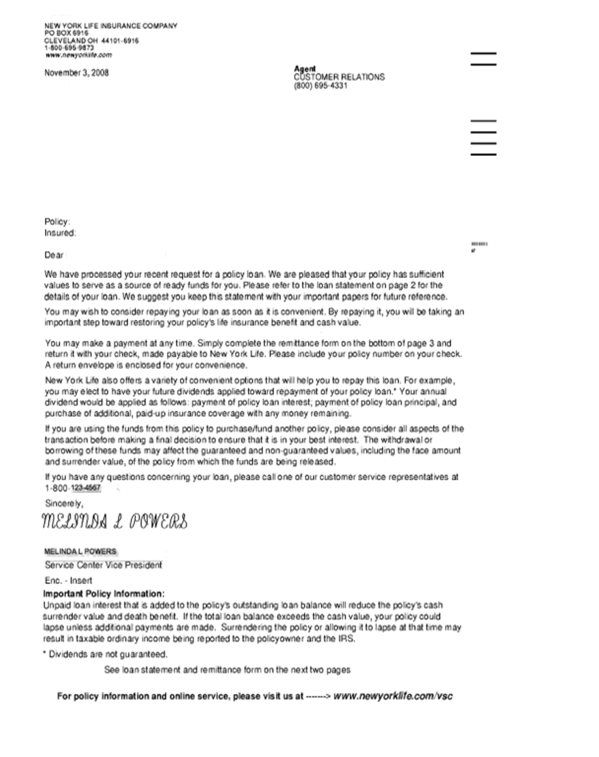 NEW YORK LIFE INSURANCE COMPANY
PO BOX 6916
CLEVELAND OH 44101-6916
1-800-695-9873
www.newyorklife.com
November 3, 2008
Agent
CUSTOMER RELATIONS
(800) 695-4331
Policy:
Insured:
Dear
We have processed your recent request for a policy loan. We are pleased that your policy has sufficient
values to serve as a source of ready funds for you. Please refer to the loan statement on page 2 for the
details of your loan. We suggest you keep this statement with your important papers for future reference.
You may wish to consider repaying your loan as soon as it is convenient. By repaying it, you will be taking an
important step toward restoring your policy's life insurance benefit and cash value.
You may make a payment at any time. Simply complete the remittance form on the bottom of page 3 and
return it with your check, made payable to New York Life. Please include your policy number on your check.
A return envelope is enclosed for your convenience.
New York Life also offers a variety of convenient options that will help you to repay this loan. For example,
you may elect to have your future dividends applied toward repayment of your policy loan.* Your annual
dividend would be applied as follows: payment of policy loan interest; payment of policy loan principal, and
purchase of additional, paid-up insurance coverage with any money remaining.
If you are using the funds from this policy to purchase/fund another policy, please consider all aspects of the
transaction before making a final decision to ensure that it is in your best interest. The withdrawal or
borrowing of these funds may affect the guaranteed and non-guaranteed values, including the face amount
and surrender value, of the policy from which the funds are being released.
If you have any questions concerning your loan, please call one of our customer service representatives at
1-800-123-4567
Sincerely,
MELINDA L POWERS
MELINDA L POWERS
Service Center Vice President
Enc. - Insert
Important Policy Information:
Unpaid loan interest that is added to the policy's outstanding loan balance will reduce the policy's cash
surrender value and death benefit. If the total loan balance exceeds the cash value, your policy could
lapse unless additional payments are made. Surrendering the policy or allowing it to lapse at that time may
result in taxable ordinary income being reported to the policyowner and the IRS.
* Dividends are not guaranteed.
See loan statement and remittance form on the next two pages
For policy information and online service, please visit us at -------> www.newyorklife.com/vsc